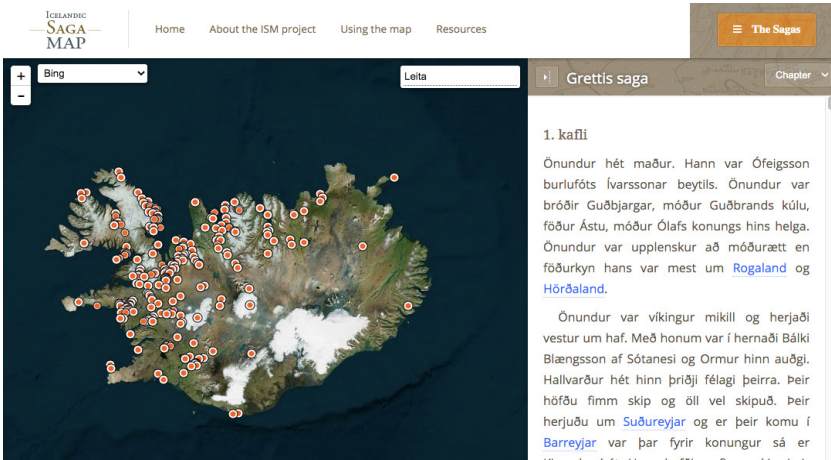 ICELANDIC
SAGA
MAP
Home
About the ISM project
Using the map
Resources
The Sagas
+
-
Bing
Leita
Grettis saga
Chapter
1. kafli
Önundur hét maður. Hann var Ófeigsson
burlufóts Ívarssonar beytils. Önundur var
bróðir Guðbjargar, móður Guðbrands kúlu,
föður Ástu, móður Ólafs konungs hins helga.
Önundur var upplenskur að móðurætt en
föðurkyn hans var mest um Rogaland og
Hörðaland.
Önundur var víkingur mikill og herjaði
vestur um haf. Með honum var í hernaði Bálki
Blængsson af Sótanesi og Ormur hinn auðgi.
Hallvarður hét hinn þriðji félagi þeirra. Þeir
höfðu fimm skip og öll vel skipuð. Þeir
herjuðu um Suðureyjar og er þeir komu í
Barreyjar var þar fyrir konungur sá er